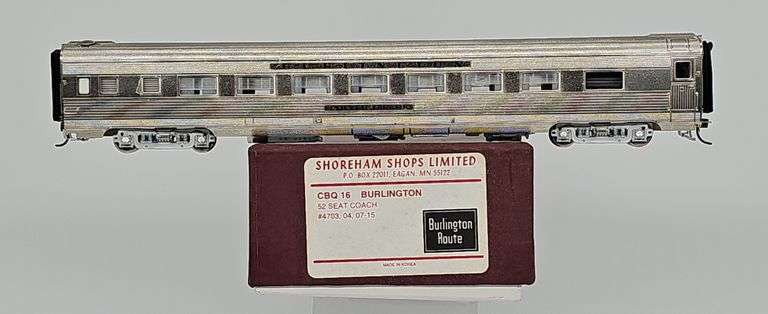 SHOREHAM SHOPS LIMITED
P.O. BOX 22011, EAGAN, MN 55122
CBQ 16 BURLINGTON
52 SEAT COACH
#4703, 04, 07-15
Burlington
Route
MADE IN KOREA